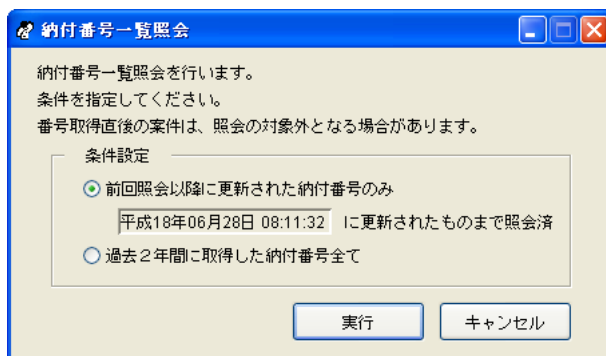 納付番号一覧照会
納付番号一覧照会を行います。
条件を指定してください。
番号取得直後の案件は、照会の対象外となる場合があります。
条件設定
前回照会以降に更新された納付番号のみ
平成18年06月28日 08:11:32 に更新されたものまで照会済
過去２年間に取得した納付番号全て
実行 キャンセル